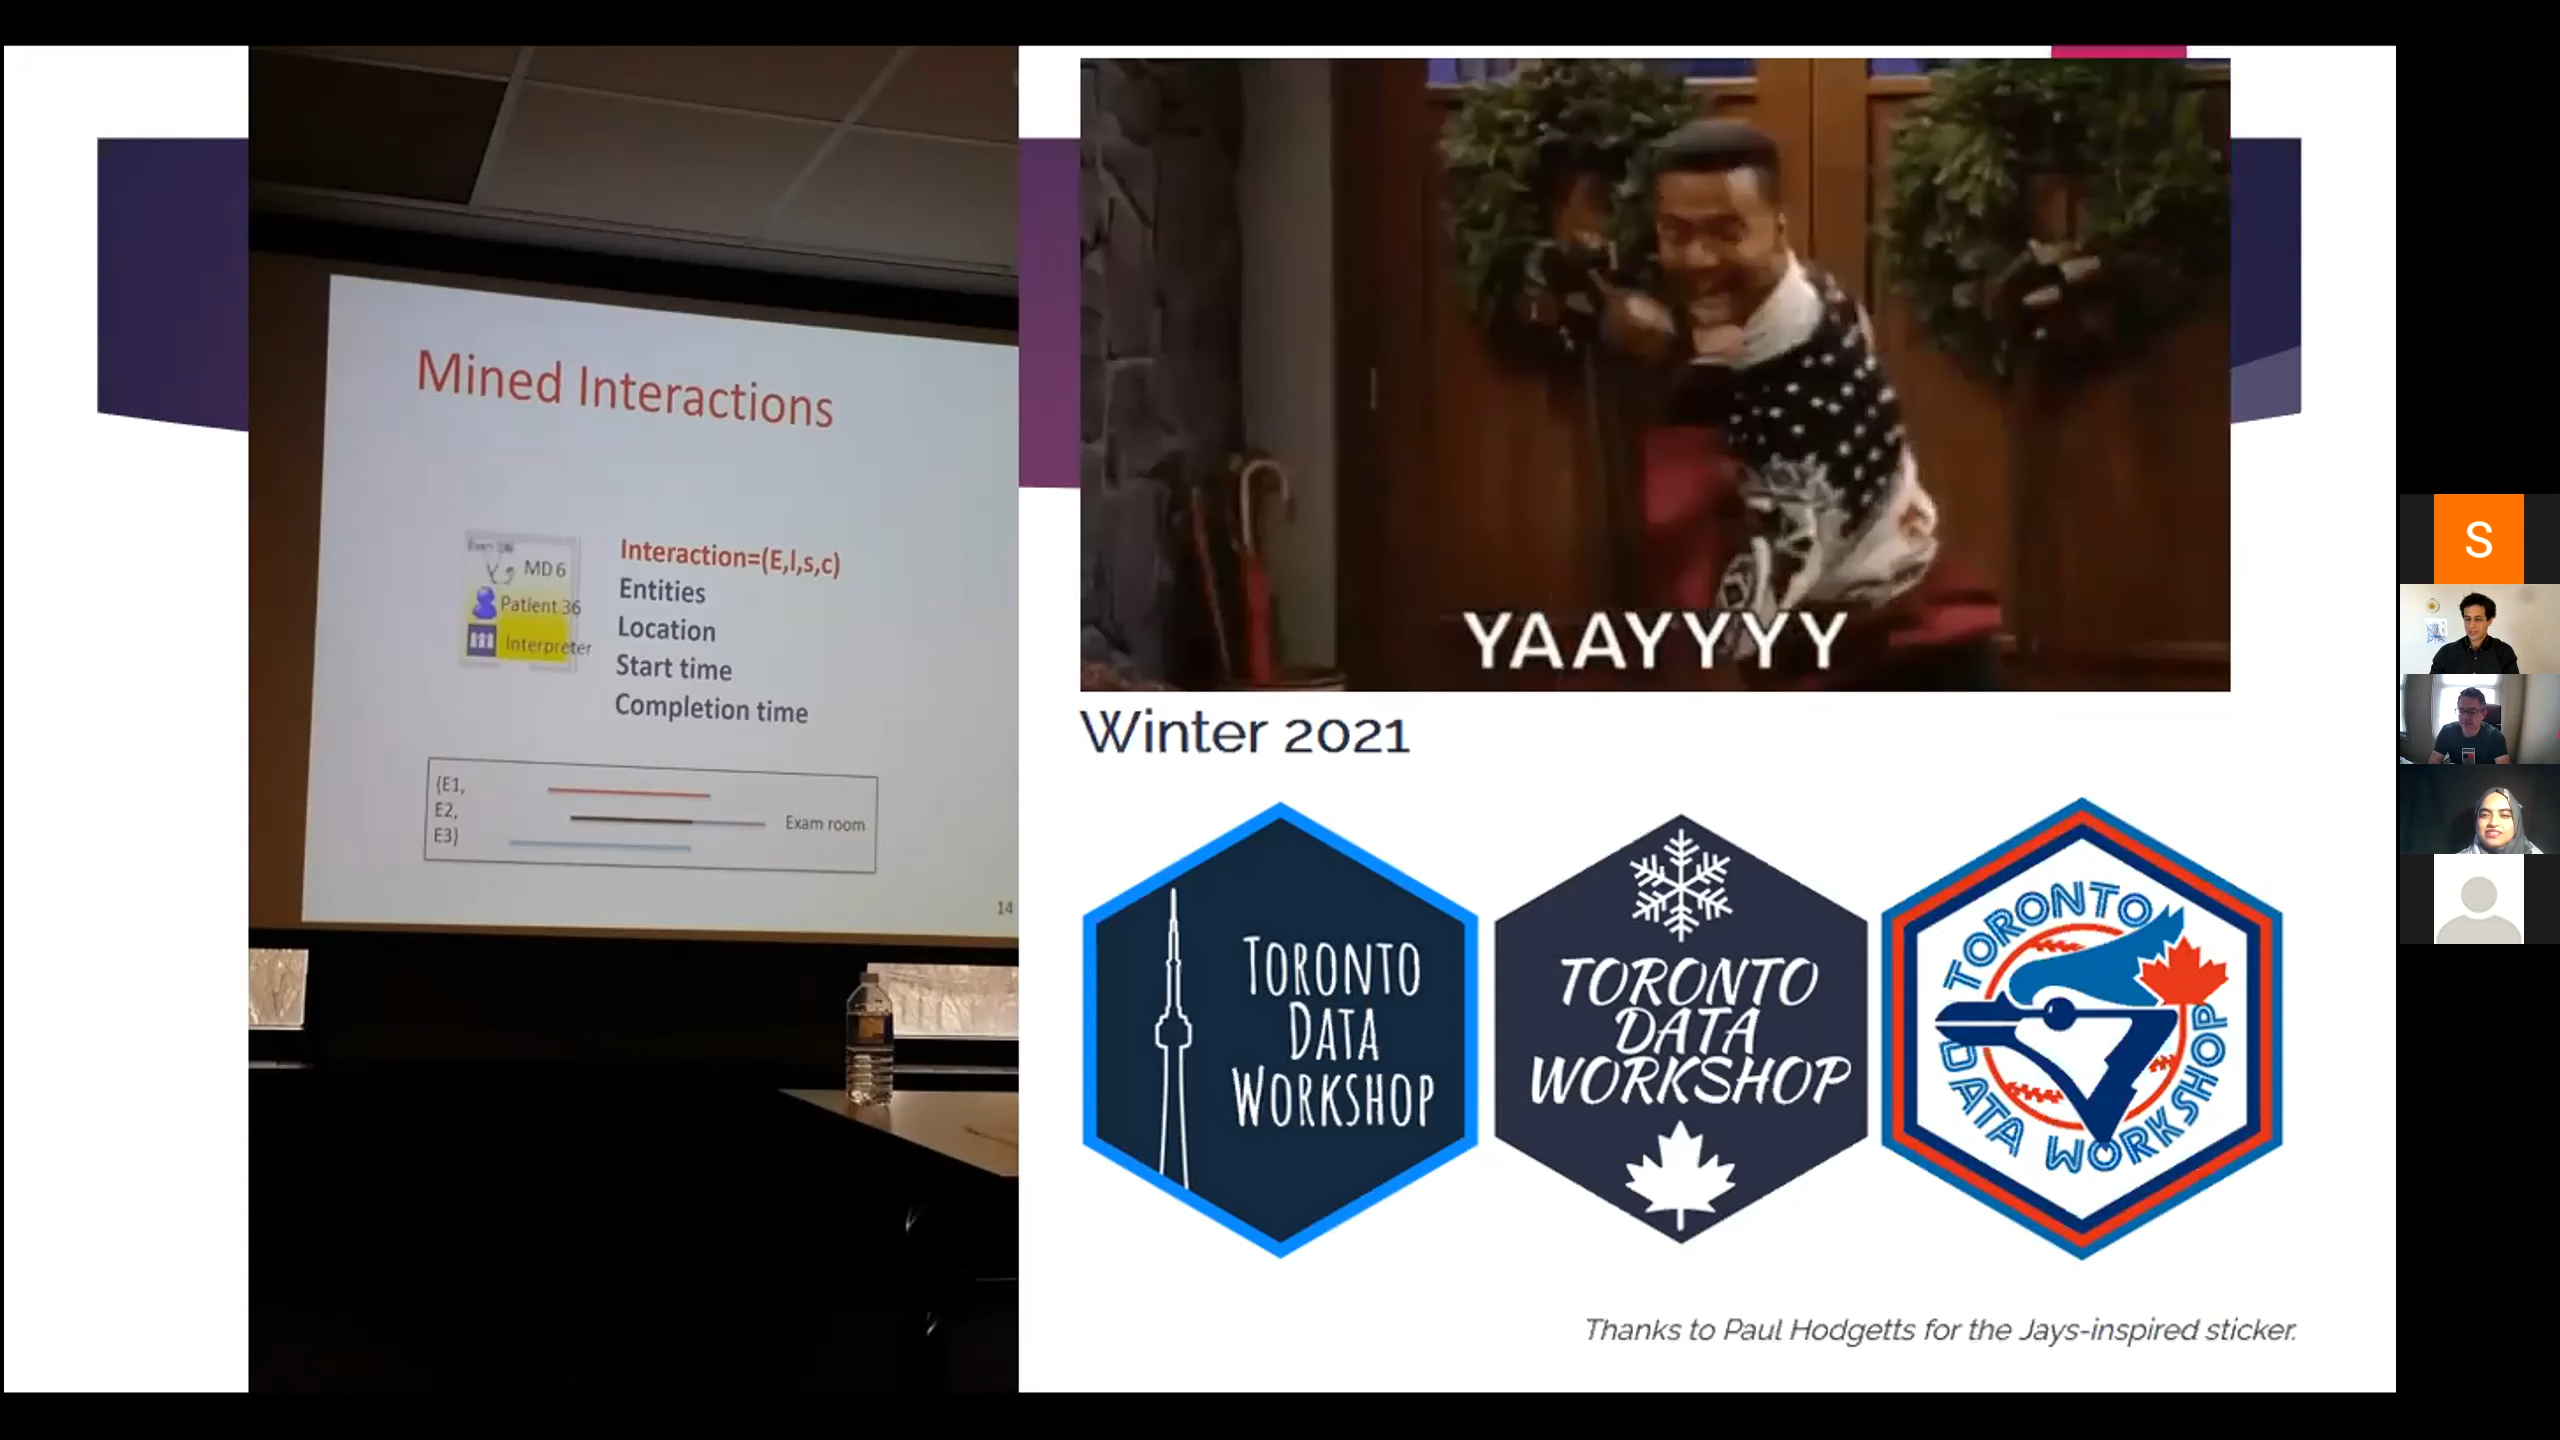 Mined Interactions
MD 6
Patient 36
Interpreter
Interaction=(E,l,s,c)
Entities
Location
Start time
Completion time
{E1,
E2,
E3}
Exam room
14
YAAYYYY
Winter 2021
TORONTO
DATA
WORKSHOP
TORONTO
DATA
WORKSHOP
TORONTO
DATA WORKSHOP
Thanks to Paul Hodgetts for the Jays-inspired sticker.
S